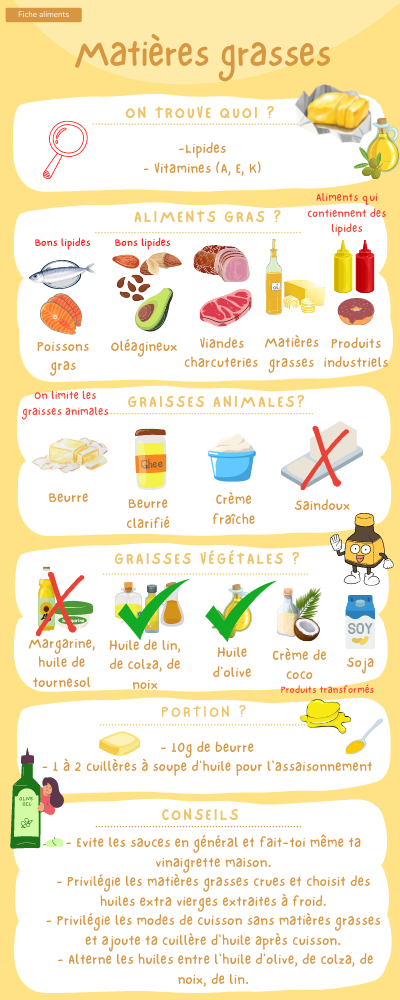 Fiche aliments
Matières grasses
ON TROUVE QUOI ?
-Lipides
- Vitamines (A, E, K)
Aliments qui
contiennent des
lipides
ALIMENTS GRAS ?
Bons lipides
Bons lipides
Poissons
gras
Oléagineux
Viandes
charcuteries
Matières
grasses
Produits
industriels
On limite les
graisses animales
GRAISSES ANIMALES?
Ghee
Beurre
Beurre
clarifié
Crème
fraîche
Saindoux
GRAISSES VÉGÉTALES ?
SOY
Margarine,
huile de
tournesol
Huile de lin,
de colza, de
noix
Huile
d'olive
Crème de
coco
Soja
Produits transformés
PORTION ?
- 10g de beurre
- 1 à 2 cuillères à soupe d'huile pour l'assaisonnement
OLIVE
OIL
CONSEILS
- Evite les sauces en général et fait-toi même ta
vinaigrette maison.
- Privilégie les matières grasses crues et choisit des
huiles extra vierges extraites à froid.
- Privilégie les modes de cuisson sans matières grasses
et ajoute ta cuillère d'huile après cuisson.
- Alterne les huiles entre l'huile d'olive, de colza, de
noix, de lin.